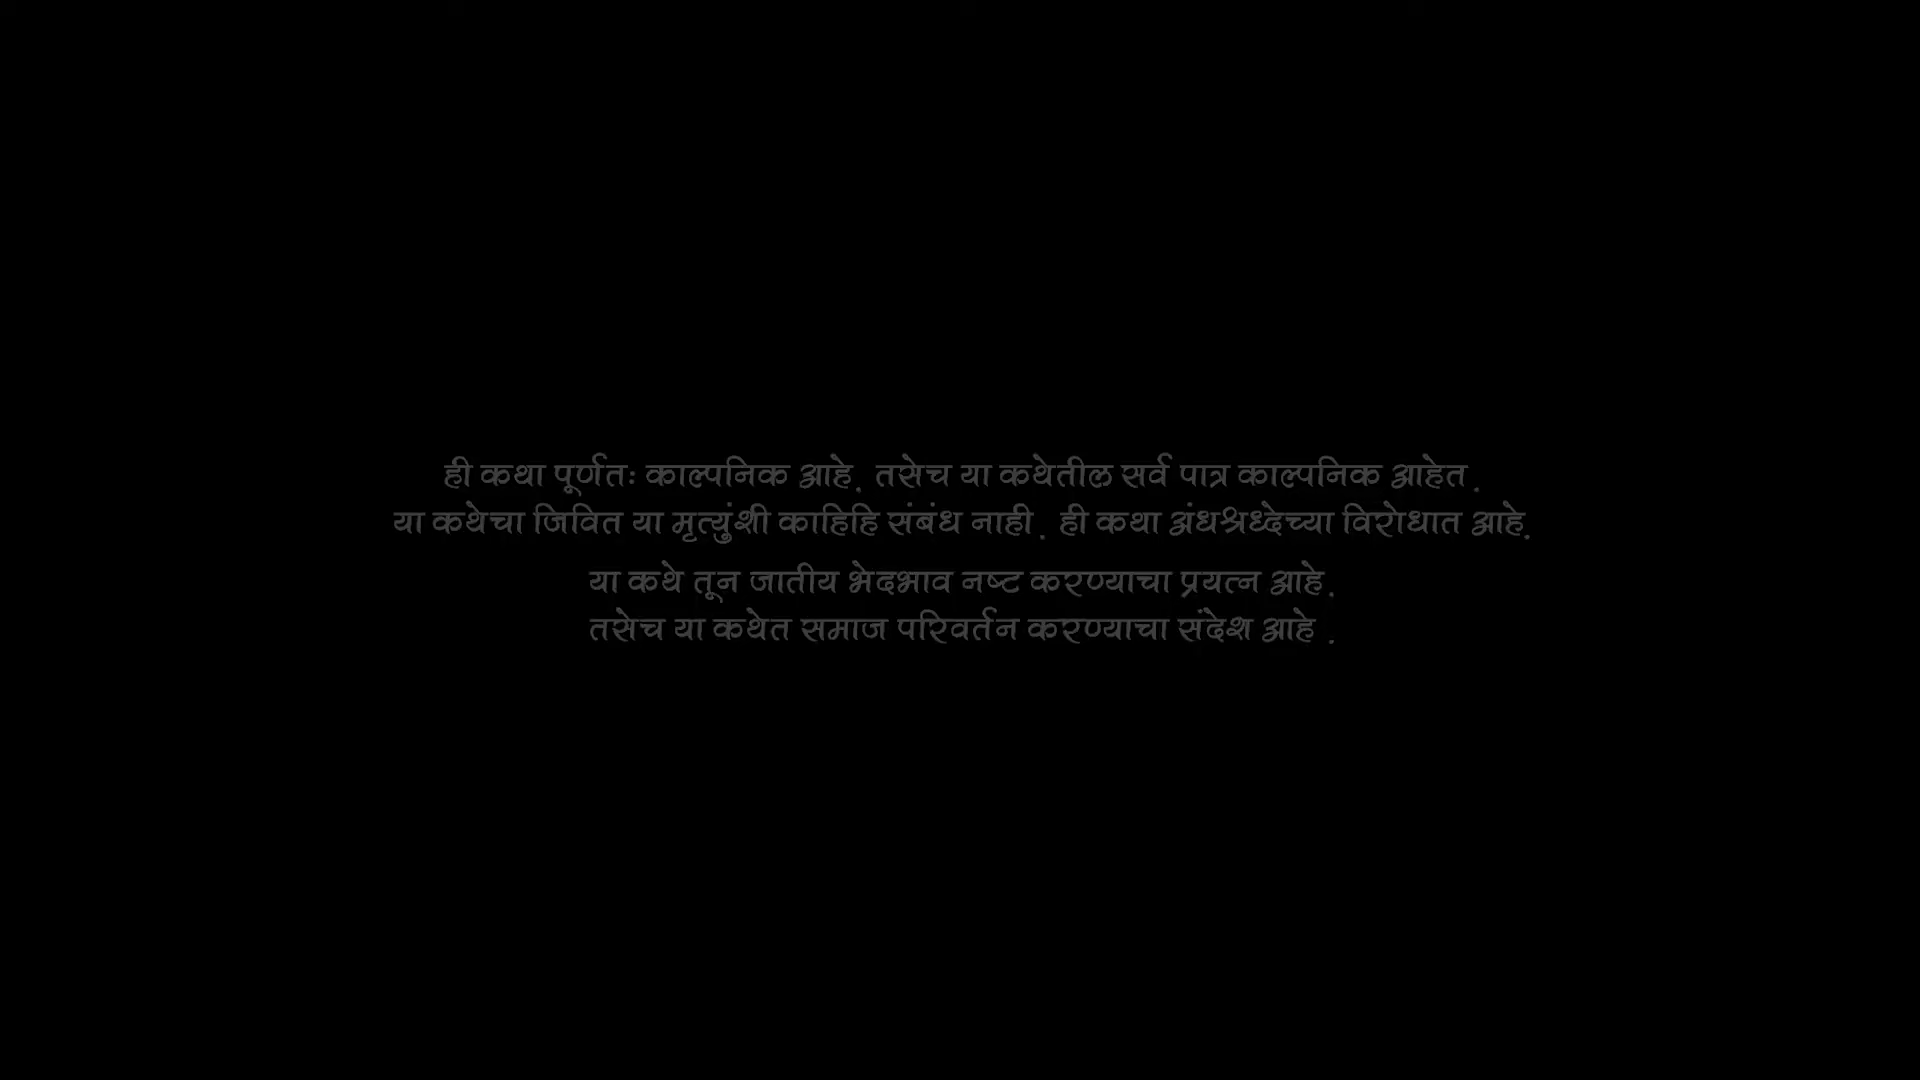 ही कथा पूर्णतः काल्पनिक आहे. तसेच या कथेतील सर्व पात्र काल्पनिक आहेत .
या कथेचा जिवित या मृत्युंशी काहिहि संबंध नाही . ही कथा अंधश्रध्देच्या विरोधात आहे.
या कथे तून जातीय भेदभाव नष्ट करण्याचा प्रयत्न आहे.
तसेच या कथेत समाज परिवर्तन करण्याचा संदेश आहे .